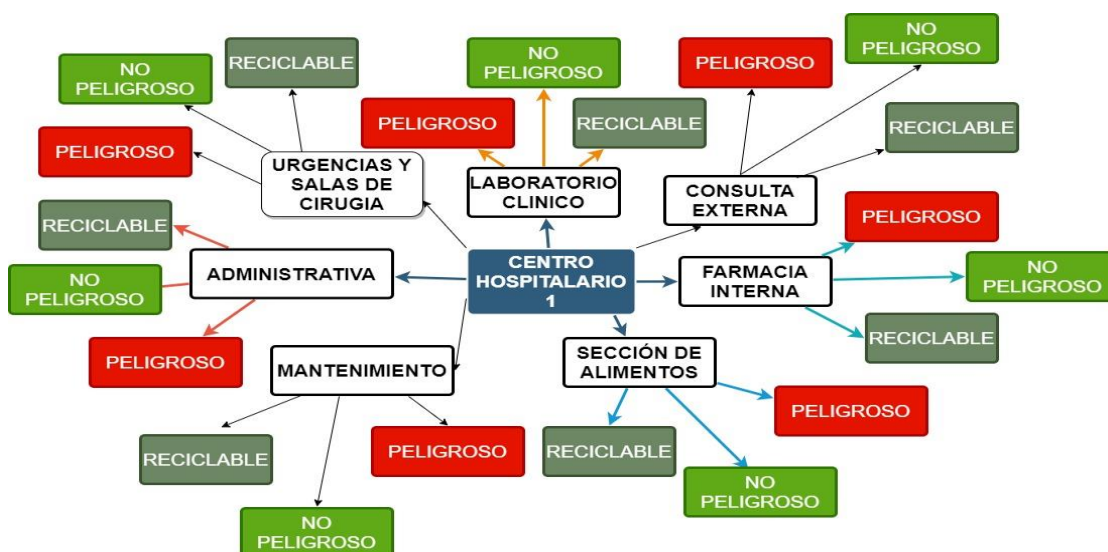 NO
PELIGROSO
RECICLABLE
NO
PELIGROSO
PELIGROSO
NO
PELIGROSO
PELIGROSO
PELIGROSO
RECICLABLE
RECICLABLE
URGENCIAS Y
SALAS DE
CIRUGIA
LABORATORIO
CLINICO
CONSULTA
EXTERNA
RECICLABLE
PELIGROSO
NO
PELIGROSO
ADMINISTRATIVA
CENTRO
HOSPITALARIO
1
FARMACIA
INTERNA
NO
PELIGROSO
PELIGROSO
RECICLABLE
MANTENIMIENTO
SECCIÓN DE
ALIMENTOS
PELIGROSO
RECICLABLE
PELIGROSO
RECICLABLE
NO
PELIGROSO
NO
PELIGROSO